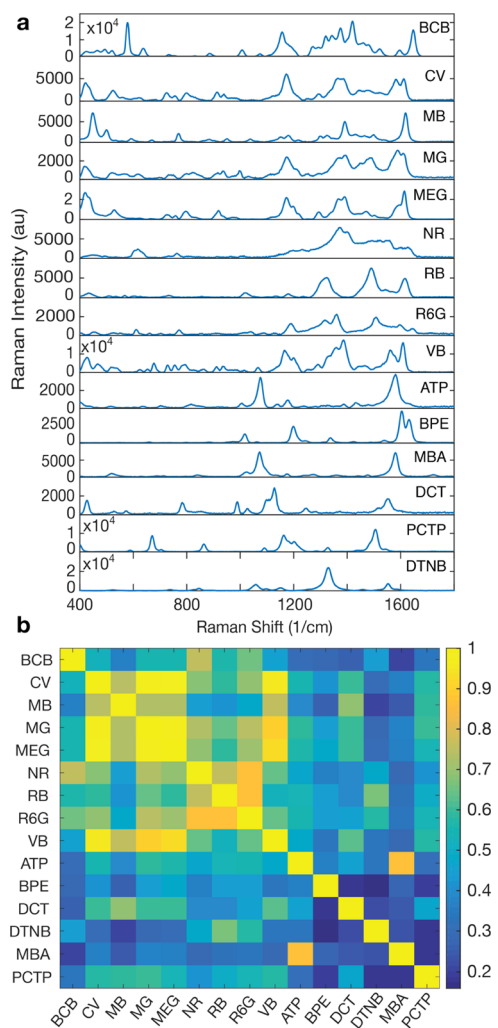 a
x10⁴
2
1
0
BCB
5000
0
CV
5000
0
MB
2000
0
MG
x10⁴
2
0
MEG
5000
0
NR
5000
0
RB
2000
0
R6G
x10⁴
1
0
VB
2000
0
ATP
2500
0
BPE
5000
0
MBA
2000
0
DCT
x10⁴
1
0
PCTP
x10⁴
2
0
DTNB
Raman Intensity (au)
400 800 1200 1600
Raman Shift (1/cm)
b
BCB
CV
MB
MG
MEG
NR
RB
R6G
VB
ATP
BPE
DCT
DTNB
MBA
PCTP
BCB CV MB MG MEG NR RB R6G VB ATP BPE DCT DTNB MBA PCTP
1
0.9
0.8
0.7
0.6
0.5
0.4
0.3
0.2